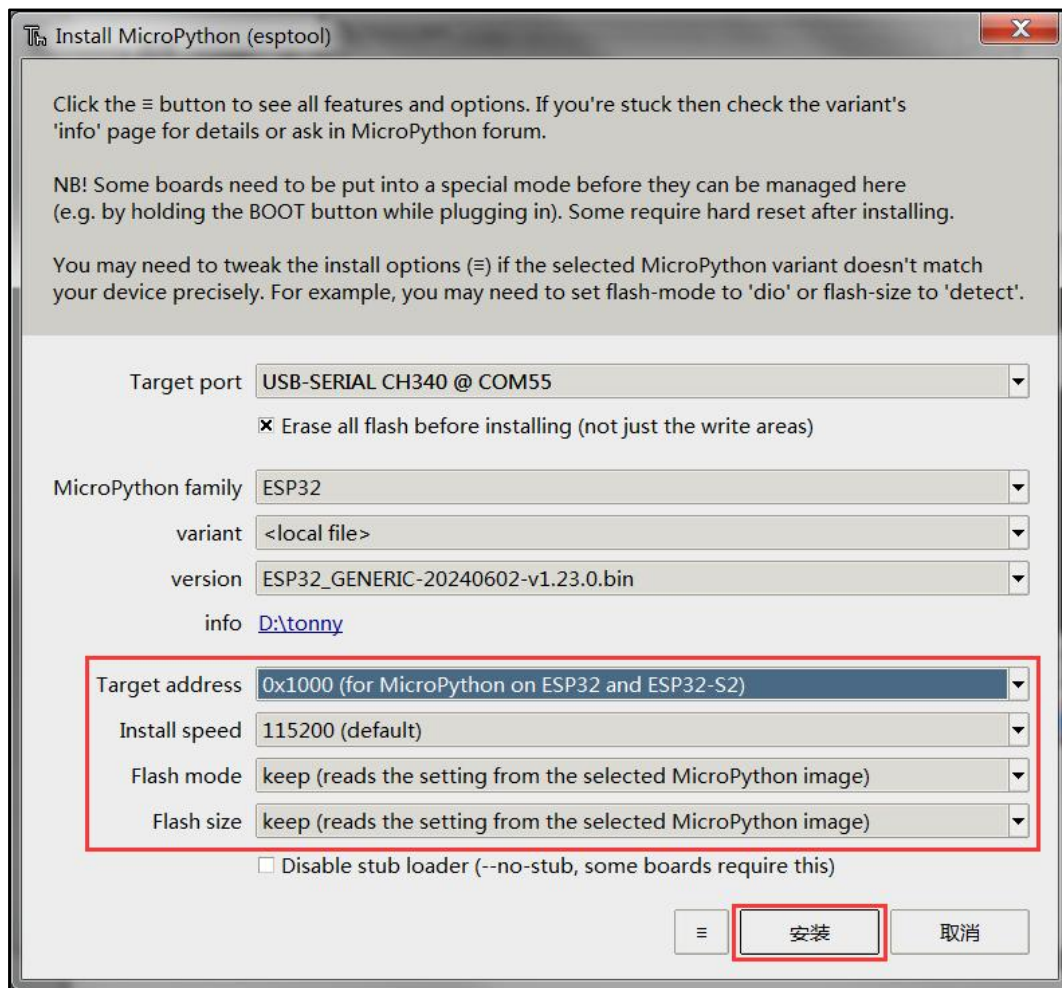 Install MicroPython (esptool)
Click the ≡ button to see all features and options. If you're stuck then check the variant's
'info' page for details or ask in MicroPython forum.
NB! Some boards need to be put into a special mode before they can be managed here
(e.g. by holding the BOOT button while plugging in). Some require hard reset after installing.
You may need to tweak the install options (≡) if the selected MicroPython variant doesn't match
your device precisely. For example, you may need to set flash-mode to 'dio' or flash-size to 'detect'.
Target port USB-SERIAL CH340 @ COM55
Erase all flash before installing (not just the write areas)
MicroPython family ESP32
variant <local file>
version ESP32_GENERIC-20240602-v1.23.0.bin
info D:\tonny
Target address 0x1000 (for MicroPython on ESP32 and ESP32-S2)
Install speed 115200 (default)
Flash mode keep (reads the setting from the selected MicroPython image)
Flash size keep (reads the setting from the selected MicroPython image)
Disable stub loader (--no-stub, some boards require this)
≡ 安装 取消